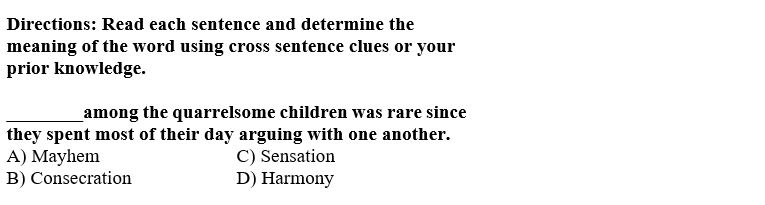 Directions: Read each sentence and determine the
meaning of the word using cross sentence clues or your
prior knowledge.
________among the quarrelsome children was rare since
they spent most of their day arguing with one another.
A) Mayhem C) Sensation
B) Consecration D) Harmony